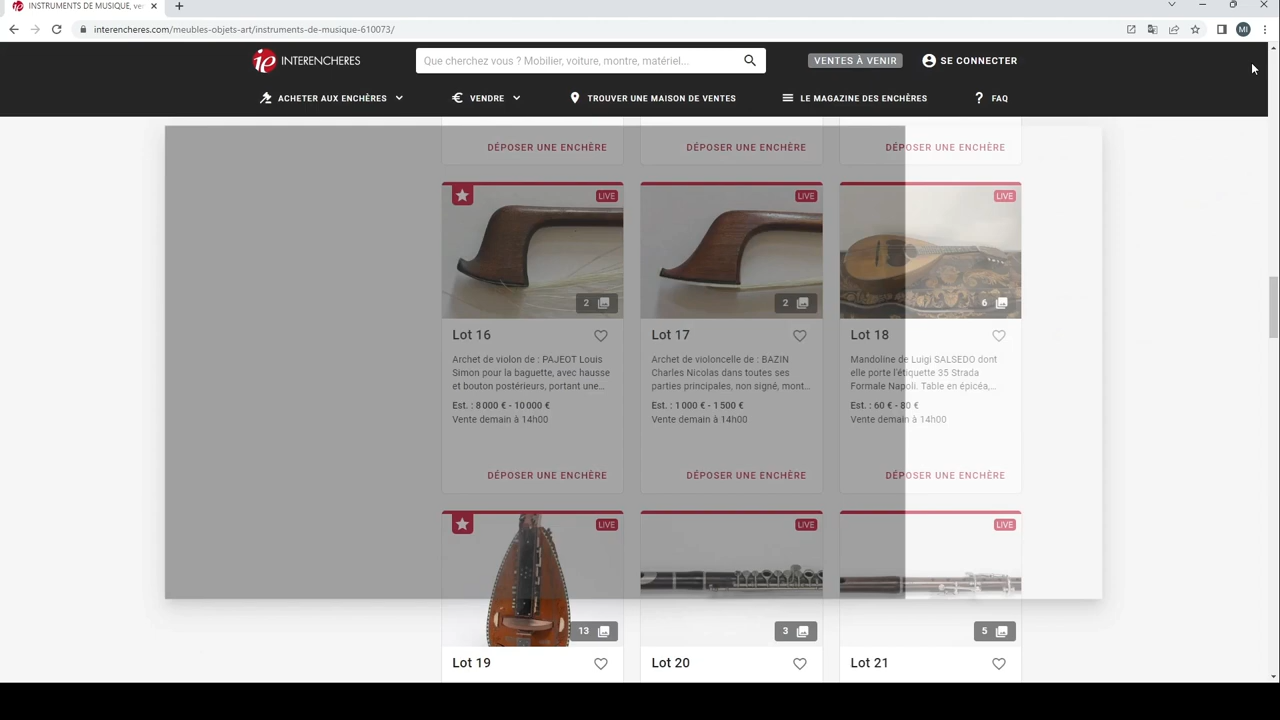 INSTRUMENTS DE MUSIQUE, ve
interencheres.com/meubles-objets-art/instruments-de-musique-610073/
MI
ie INTERENCHERES
Que cherchez vous ? Mobilier, voiture, montre, matériel...
VENTES À VENIR
SE CONNECTER
ACHETER AUX ENCHÈRES
VENDRE
TROUVER UNE MAISON DE VENTES
LE MAGAZINE DES ENCHÈRES
FAQ
DÉPOSER UNE ENCHÈRE
DÉPOSER UNE ENCHÈRE
DÉPOSER UNE ENCHÈRE
LIVE
2
Lot 16
Archet de violon de : PAJEOT Louis
Simon pour la baguette, avec hausse
et bouton postérieurs, portant une...
Est. : 8 000 € - 10 000 €
Vente demain à 14h00
DÉPOSER UNE ENCHÈRE
LIVE
2
Lot 17
Archet de violoncelle de : BAZIN
Charles Nicolas dans toutes ses
parties principales, non signé, mont...
Est. : 1 000 € - 1 500 €
Vente demain à 14h00
DÉPOSER UNE ENCHÈRE
LIVE
6
Lot 18
Mandoline de Luigi SALSEDO dont
elle porte l'étiquette 35 Strada
Formale Napoli. Table en épicéa,...
Est. : 60 € - 80 €
Vente demain à 14h00
DÉPOSER UNE ENCHÈRE
LIVE
13
Lot 19
LIVE
3
Lot 20
LIVE
5
Lot 21